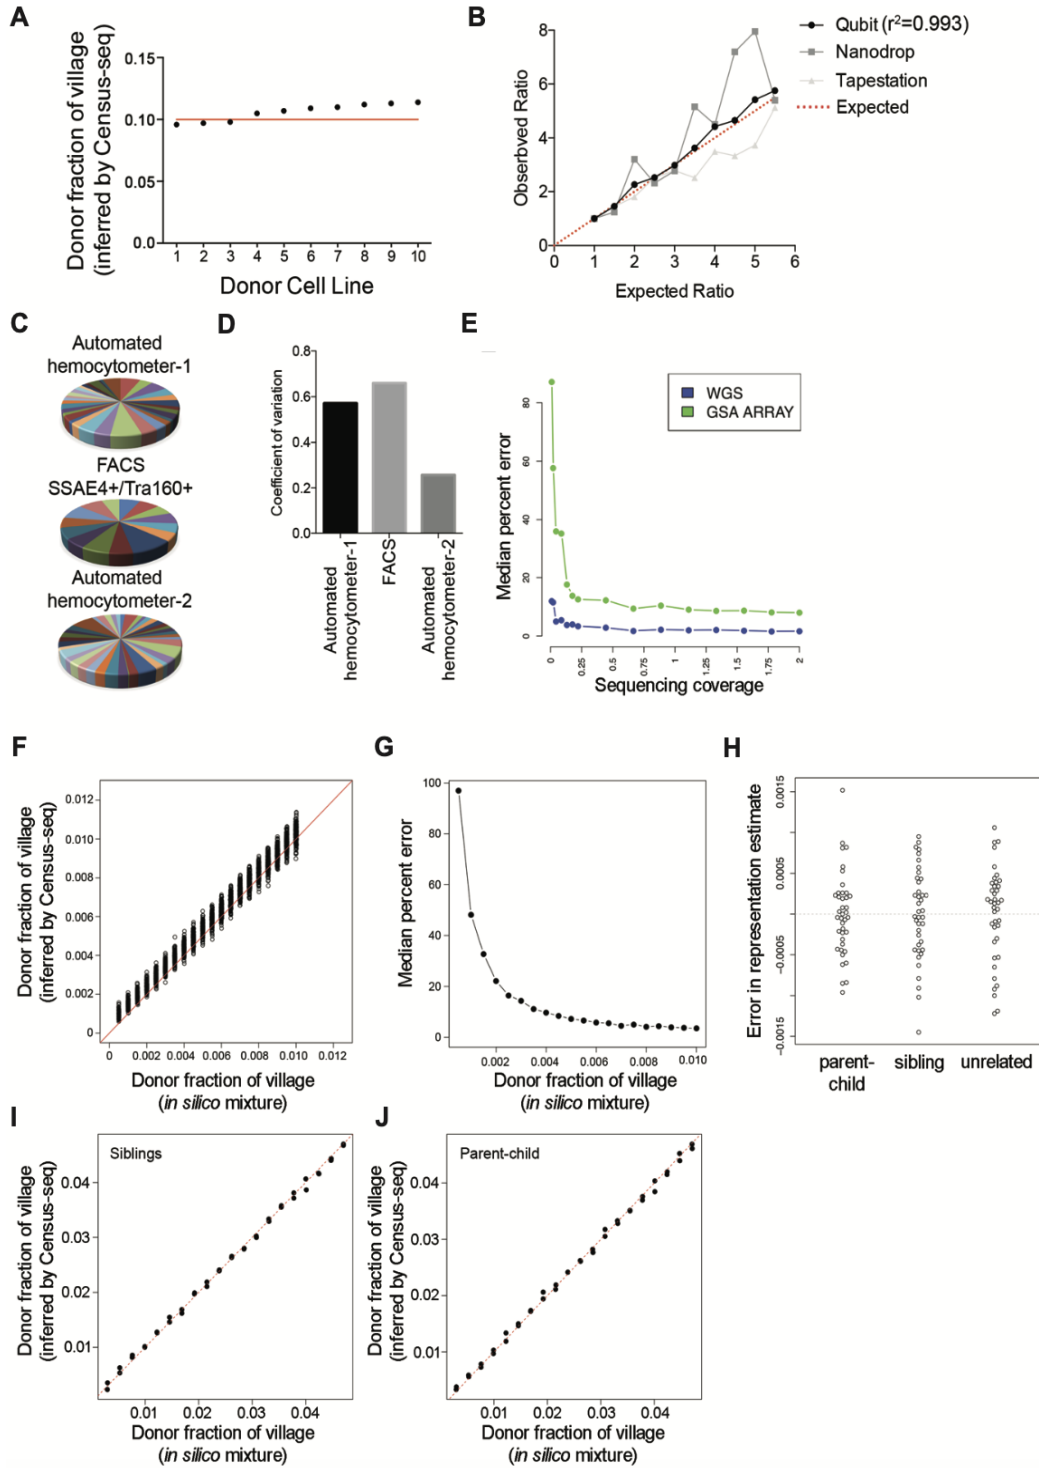 A
Donor fraction of village
(inferred by Census-seq)
0.15
0.10
0.05
0.0
1 2 3 4 5 6 7 8 9 10
Donor Cell Line
B
Obserbved Ratio
8
6
4
2
0
0 1 2 3 4 5 6
Expected Ratio
Qubit (r²=0.993)
Nanodrop
Tapestation
Expected
C
Automated
hemocytometer-1
FACS
SSAE4+/Tra160+
Automated
hemocytometer-2
D
Coefficient of variation
0.8
0.6
0.4
0.2
0.0
Automated
hemocytometer-1
FACS
Automated
hemocytometer-2
E
Median percent error
80
60
40
20
0
0 0.25 0.5 0.75 1 1.25 1.5 1.75 2
Sequencing coverage
WGS
GSA ARRAY
F
Donor fraction of village
(inferred by Census-seq)
0.012
0.010
0.008
0.006
0.004
0.002
0
0 0.002 0.004 0.006 0.008 0.010 0.012
Donor fraction of village
(in silico mixture)
G
Median percent error
100
80
60
40
20
0
0.002 0.004 0.006 0.008 0.010
Donor fraction of village
(in silico mixture)
H
Error in representation estimate
0.0015
0.0005
-0.0005
-0.0015
parent-
child
sibling
unrelated
I
Siblings
Donor fraction of village
(inferred by Census-seq)
0.04
0.03
0.02
0.01
0.01 0.02 0.03 0.04
Donor fraction of village
(in silico mixture)
J
Parent-child
Donor fraction of village
(inferred by Census-seq)
0.04
0.03
0.02
0.01
0.01 0.02 0.03 0.04
Donor fraction of village
(in silico mixture)